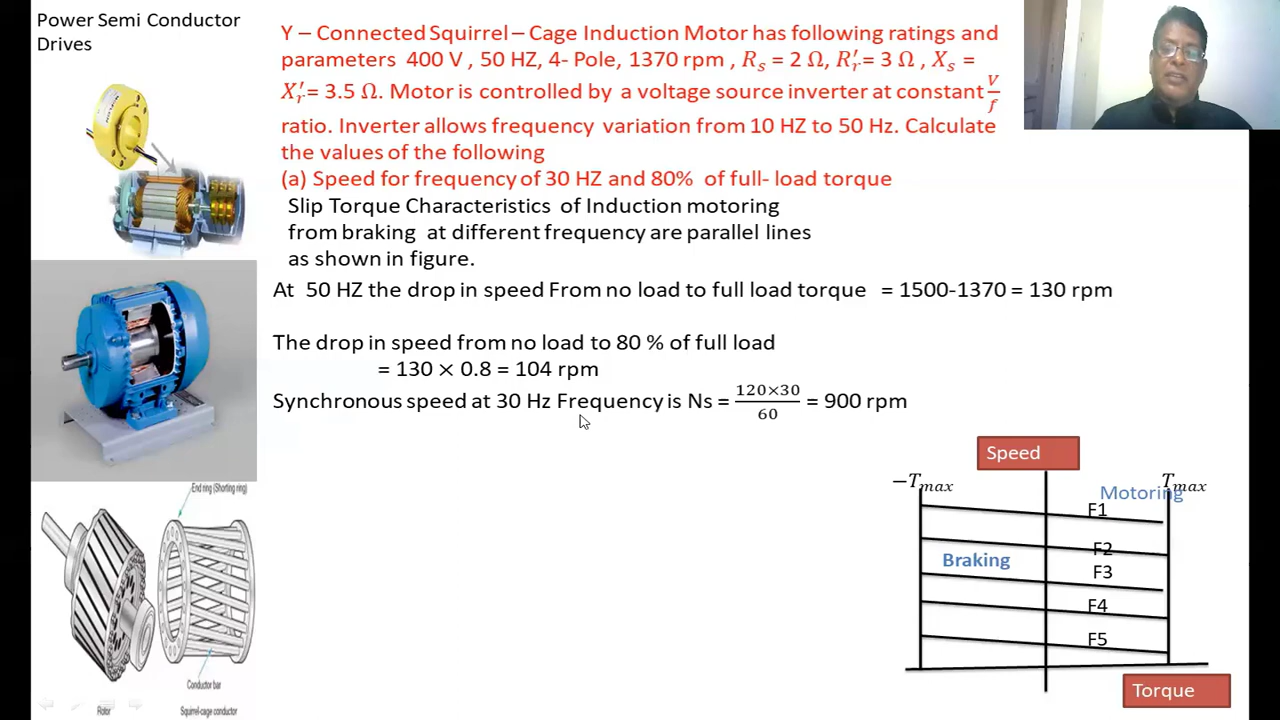 Power Semi Conductor
Drives
Y – Connected Squirrel – Cage Induction Motor has following ratings and
parameters 400 V , 50 HZ, 4- Pole, 1370 rpm , R_s = 2 Ω, R_r′= 3 Ω , X_s =
X_r′= 3.5 Ω. Motor is controlled by a voltage source inverter at constant V/f
ratio. Inverter allows frequency variation from 10 HZ to 50 Hz. Calculate
the values of the following
(a) Speed for frequency of 30 HZ and 80% of full- load torque
Slip Torque Characteristics of Induction motoring
from braking at different frequency are parallel lines
as shown in figure.
At 50 HZ the drop in speed From no load to full load torque = 1500-1370 = 130 rpm
The drop in speed from no load to 80 % of full load
= 130 × 0.8 = 104 rpm
Synchronous speed at 30 Hz Frequency is Ns = 120×30/60 = 900 rpm
Speed
−T_max
T_max
Motoring
F1
F2
Braking
F3
F4
F5
Torque
End ring (Shorting ring)
Conductor bar
Rotor
Squirrel-cage conductor